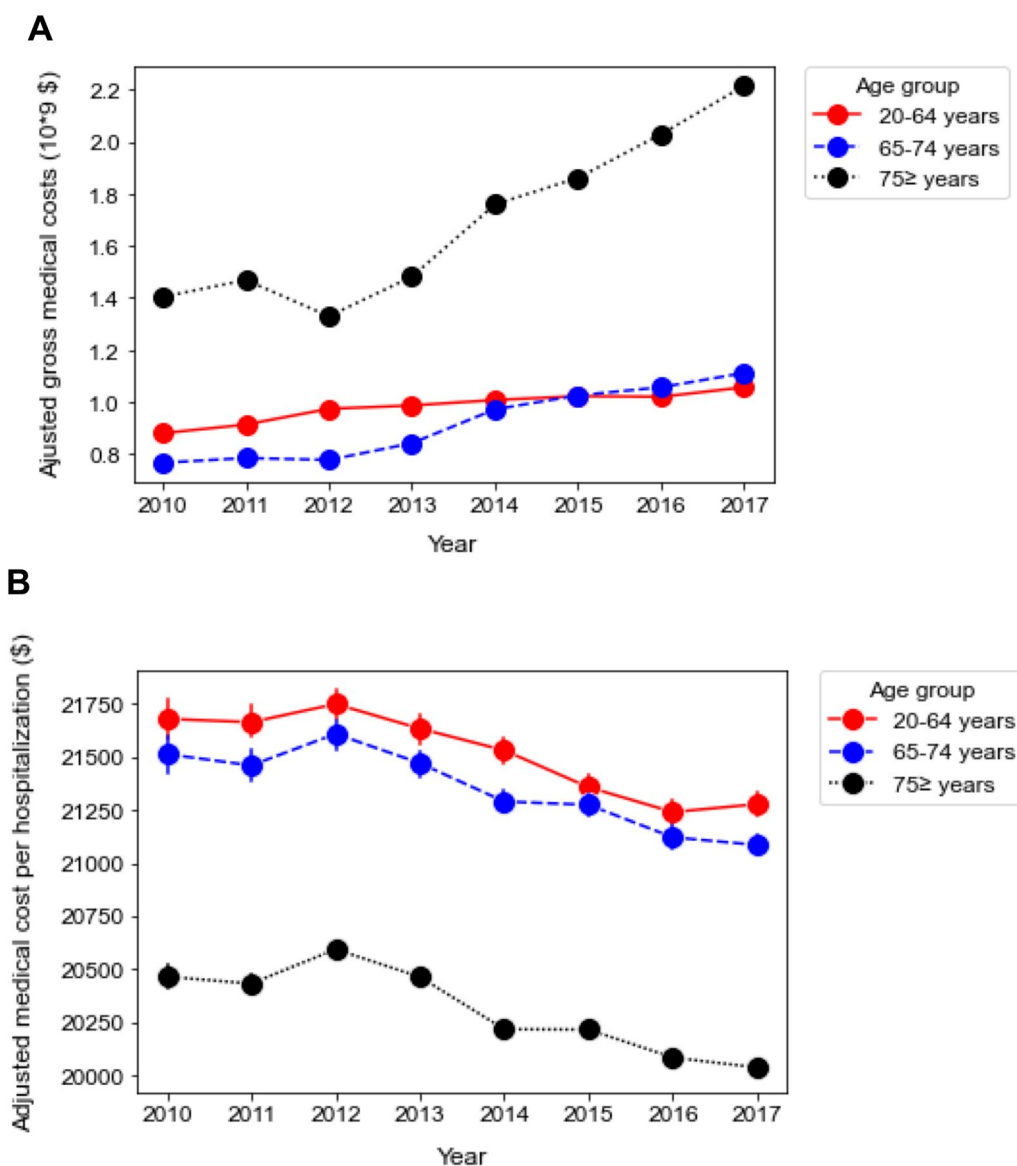 A
Ajusted gross medical costs (10*9 $)
2.2
2.0
1.8
1.6
1.4
1.2
1.0
0.8
2010 2011 2012 2013 2014 2015 2016 2017
Year
Age group
20-64 years
65-74 years
75≥ years
B
Adjusted medical cost per hospitalization ($)
21750
21500
21250
21000
20750
20500
20250
20000
2010 2011 2012 2013 2014 2015 2016 2017
Year
Age group
20-64 years
65-74 years
75≥ years